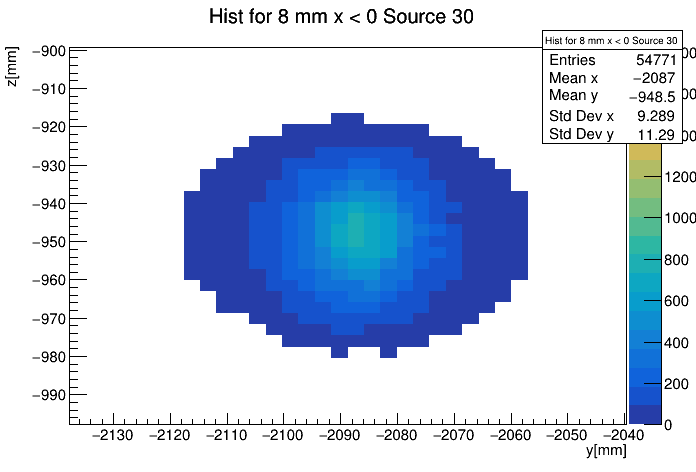 Hist for 8 mm x < 0 Source 30
Hist for 8 mm x < 0 Source 30
Entries 54771
Mean x −2087
Mean y −948.5
Std Dev x 9.289
Std Dev y 11.29
z[mm]
−900
−910
−920
−930
−940
−950
−960
−970
−980
−990
1200
1000
800
600
400
200
0
−2130 −2120 −2110 −2100 −2090 −2080 −2070 −2060 −2050 −2040
y[mm]